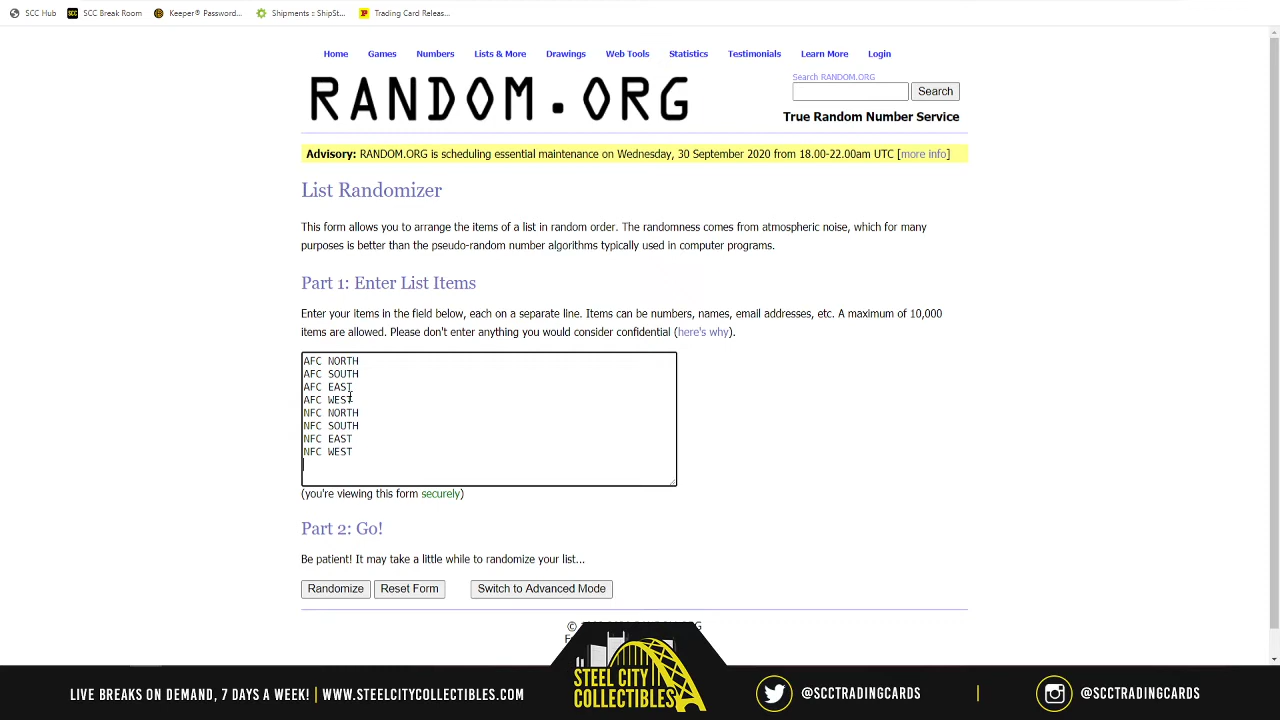 SCC Hub SCC Break Room Keeper® Password... Shipments :: ShipSt... Trading Card Releas...
Home Games Numbers Lists & More Drawings Web Tools Statistics Testimonials Learn More Login
RANDOM.ORG
Search RANDOM.ORG
Search
True Random Number Service
Advisory: RANDOM.ORG is scheduling essential maintenance on Wednesday, 30 September 2020 from 18.00-22.00am UTC [more info]
List Randomizer
This form allows you to arrange the items of a list in random order. The randomness comes from atmospheric noise, which for many
purposes is better than the pseudo-random number algorithms typically used in computer programs.
Part 1: Enter List Items
Enter your items in the field below, each on a separate line. Items can be numbers, names, email addresses, etc. A maximum of 10,000
items are allowed. Please don't enter anything you would consider confidential (here's why).
AFC NORTH
AFC SOUTH
AFC EAST
AFC WEST
NFC NORTH
NFC SOUTH
NFC EAST
NFC WEST
(you're viewing this form securely)
Part 2: Go!
Be patient! It may take a little while to randomize your list...
Randomize Reset Form Switch to Advanced Mode
©
LIVE BREAKS ON DEMAND, 7 DAYS A WEEK! | WWW.STEELCITYCOLLECTIBLES.COM
STEEL CITY
COLLECTIBLES
@SCCTRADINGCARDS | @SCCTRADINGCARDS